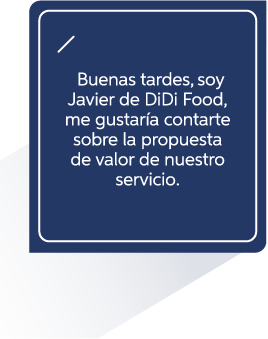 Buenas tardes, soy
Javier de DiDi Food,
me gustaría contarte
sobre la propuesta
de valor de nuestro
servicio.